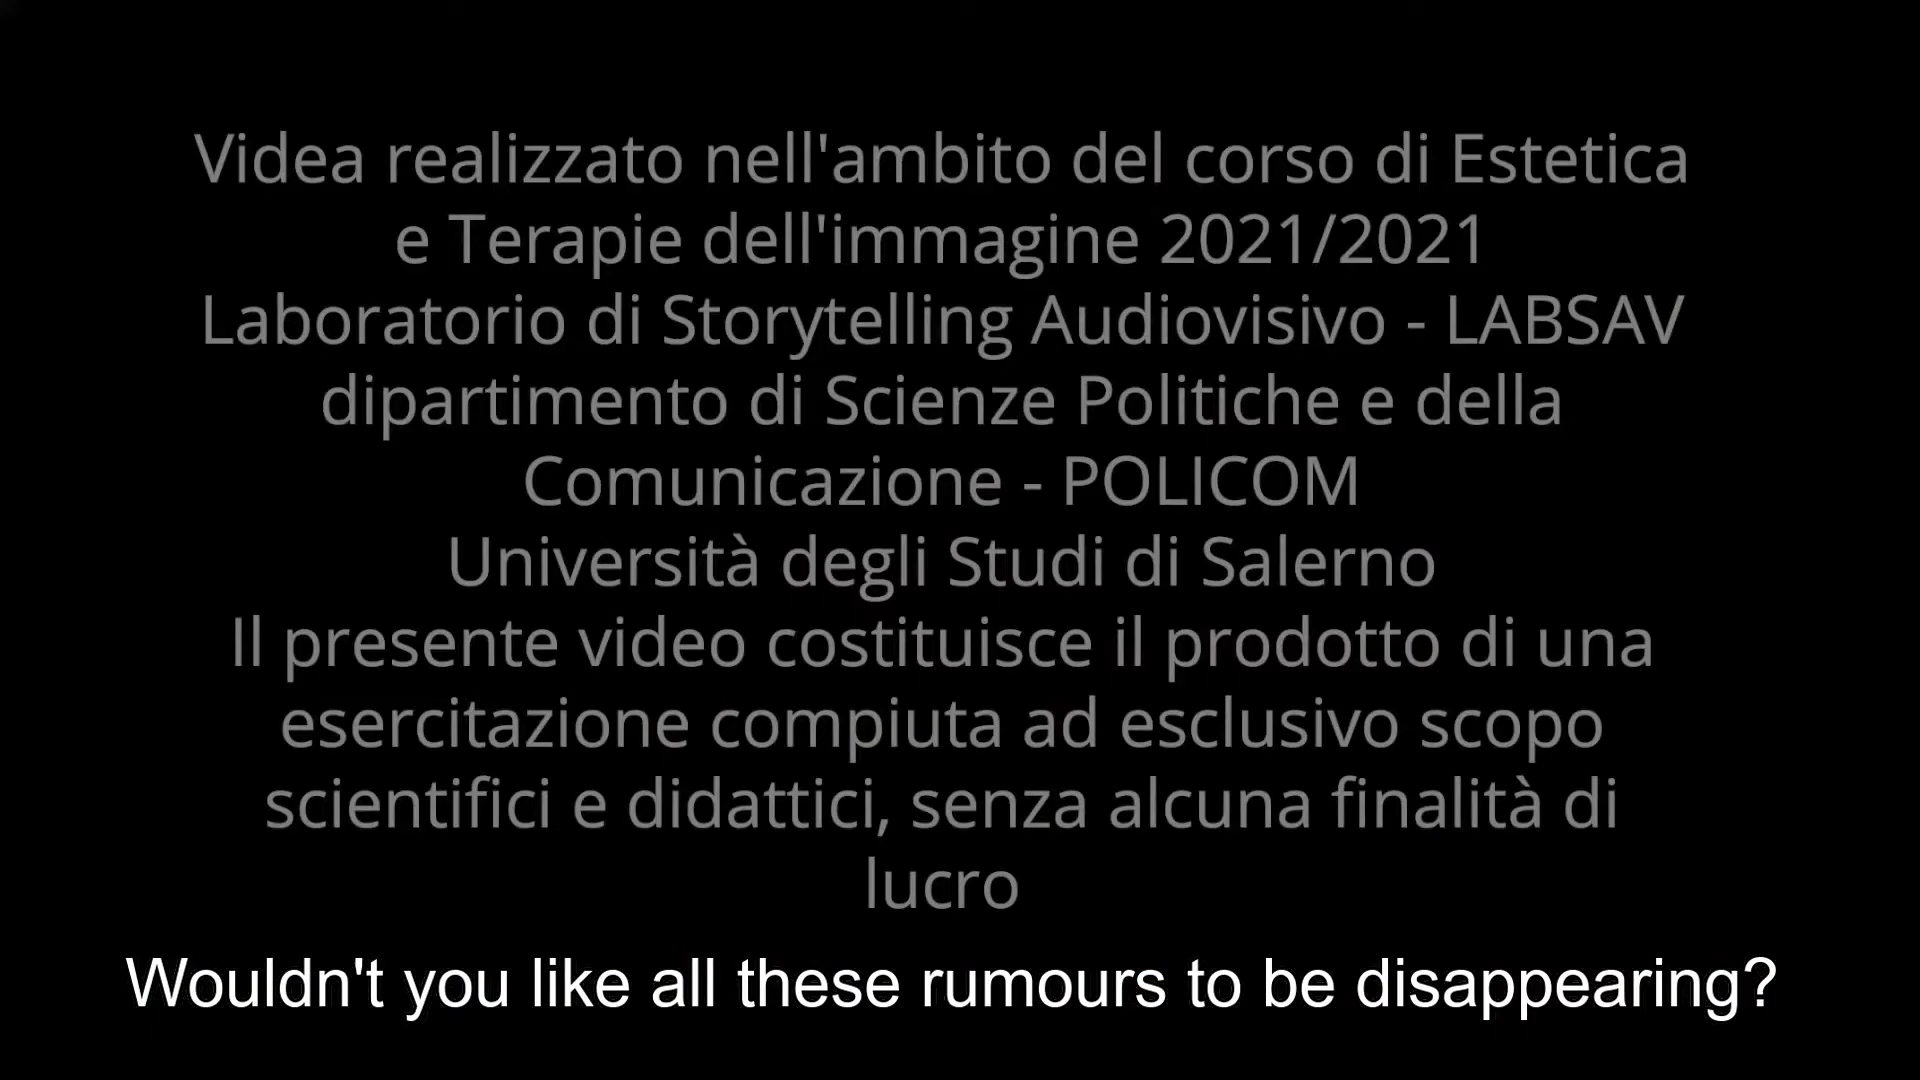 Videa realizzato nell'ambito del corso di Estetica
e Terapie dell'immagine 2021/2021
Laboratorio di Storytelling Audiovisivo - LABSAV
dipartimento di Scienze Politiche e della
Comunicazione - POLICOM
Università degli Studi di Salerno
Il presente video costituisce il prodotto di una
esercitazione compiuta ad esclusivo scopo
scientifici e didattici, senza alcuna finalità di
lucro
Wouldn't you like all these rumours to be disappearing?